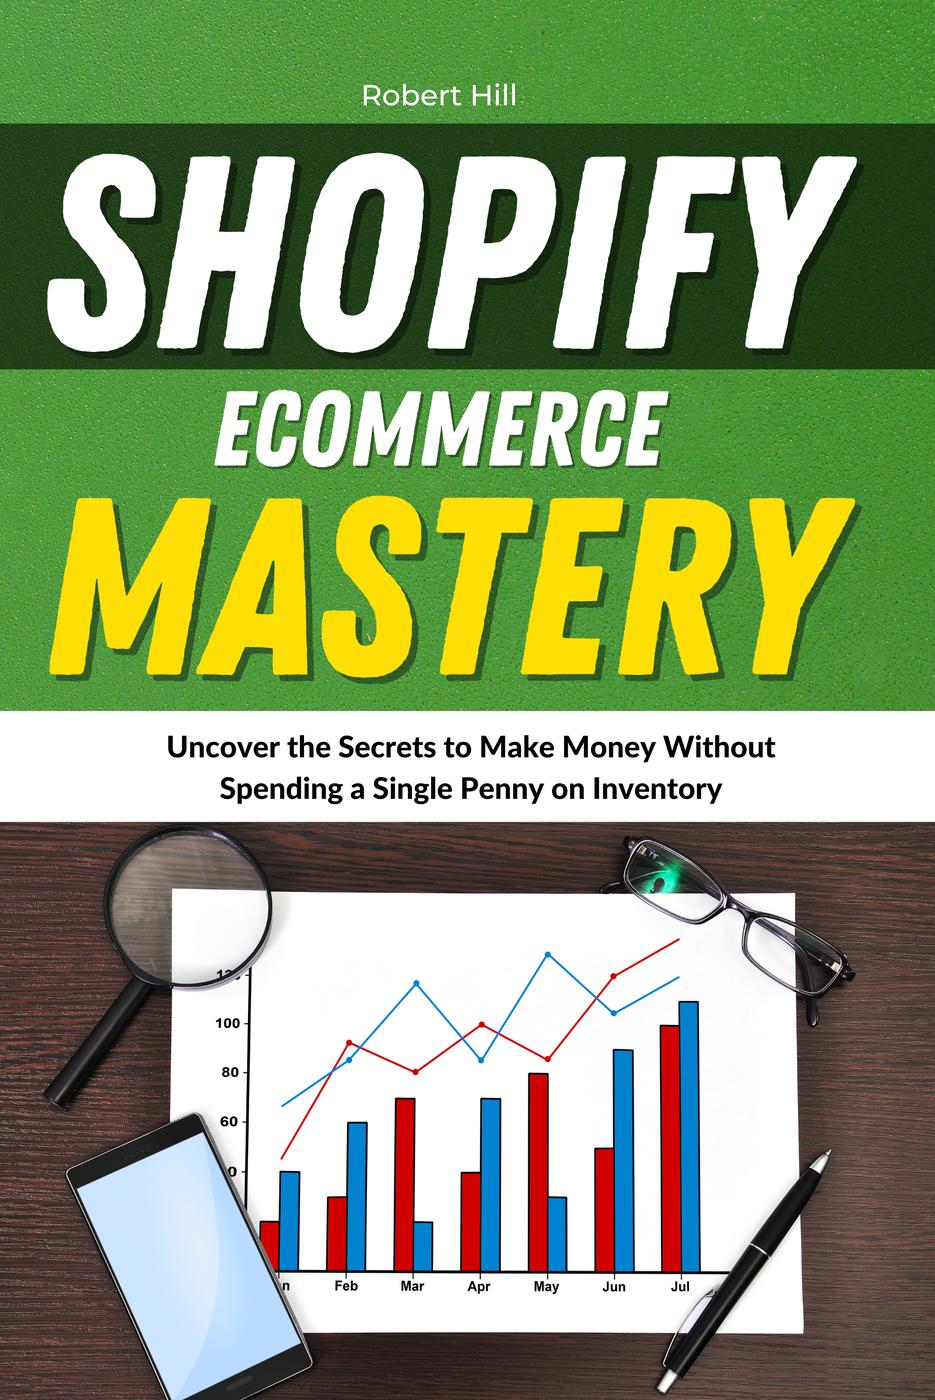 Robert Hill
SHOPIFY
ECOMMERCE
MASTERY
Uncover the Secrets to Make Money Without
Spending a Single Penny on Inventory
100
80
60
Feb Mar Apr May Jun Jul